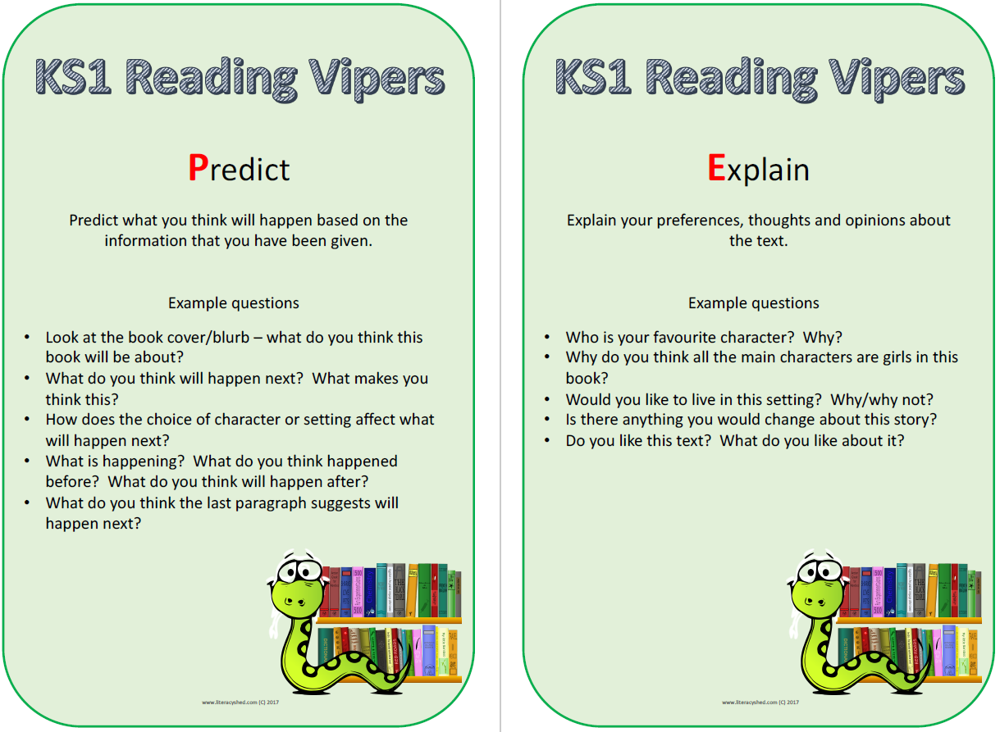 KS1 Reading Vipers
Predict
Predict what you think will happen based on the
information that you have been given.
Example questions
• Look at the book cover/blurb – what do you think this
book will be about?
• What do you think will happen next?  What makes you
think this?
• How does the choice of character or setting affect what
will happen next?
• What is happening?  What do you think happened
before?  What do you think will happen after?
• What do you think the last paragraph suggests will
happen next?
www.literacyshed.com (C) 2017
KS1 Reading Vipers
Explain
Explain your preferences, thoughts and opinions about
the text.
Example questions
• Who is your favourite character?  Why?
• Why do you think all the main characters are girls in this
book?
• Would you like to live in this setting?  Why/why not?
• Is there anything you would change about this story?
• Do you like this text?  What do you like about it?
www.literacyshed.com (C) 2017